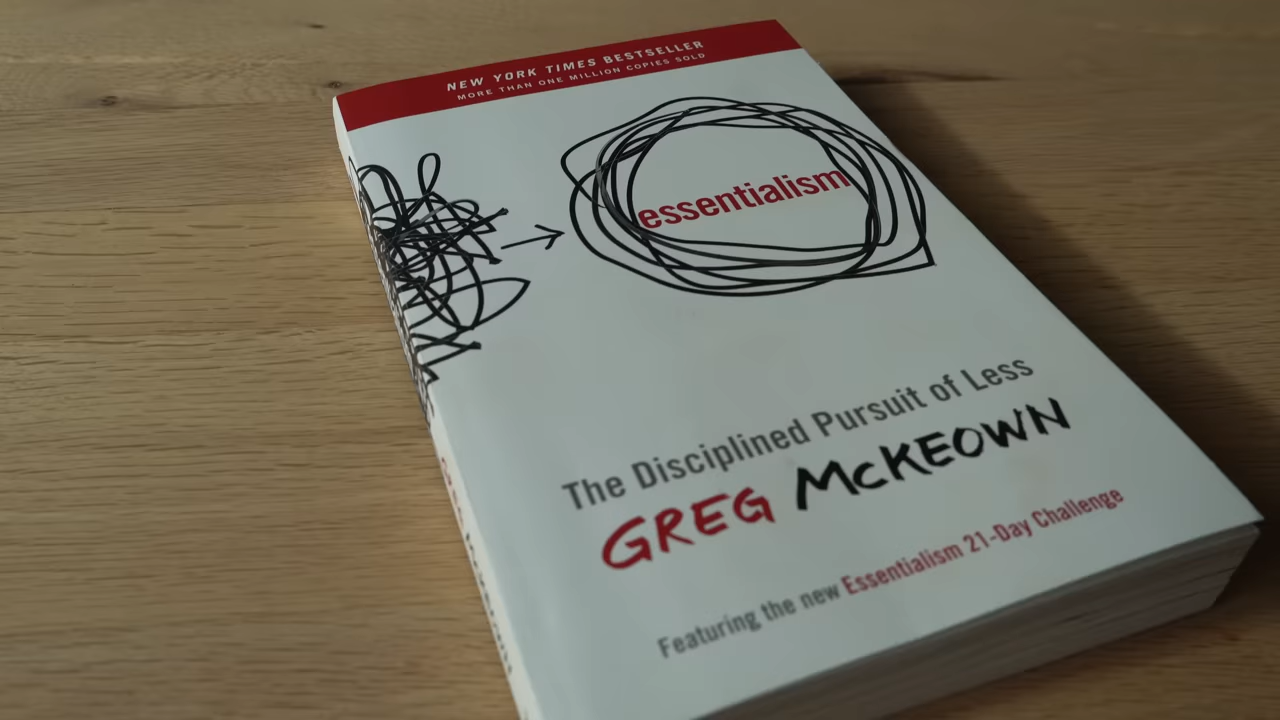 NEW YORK TIMES BESTSELLER
MORE THAN ONE MILLION COPIES SOLD
essentialism
The Disciplined Pursuit of Less
GREG McKEOWN
Featuring the new Essentialism 21-Day Challenge